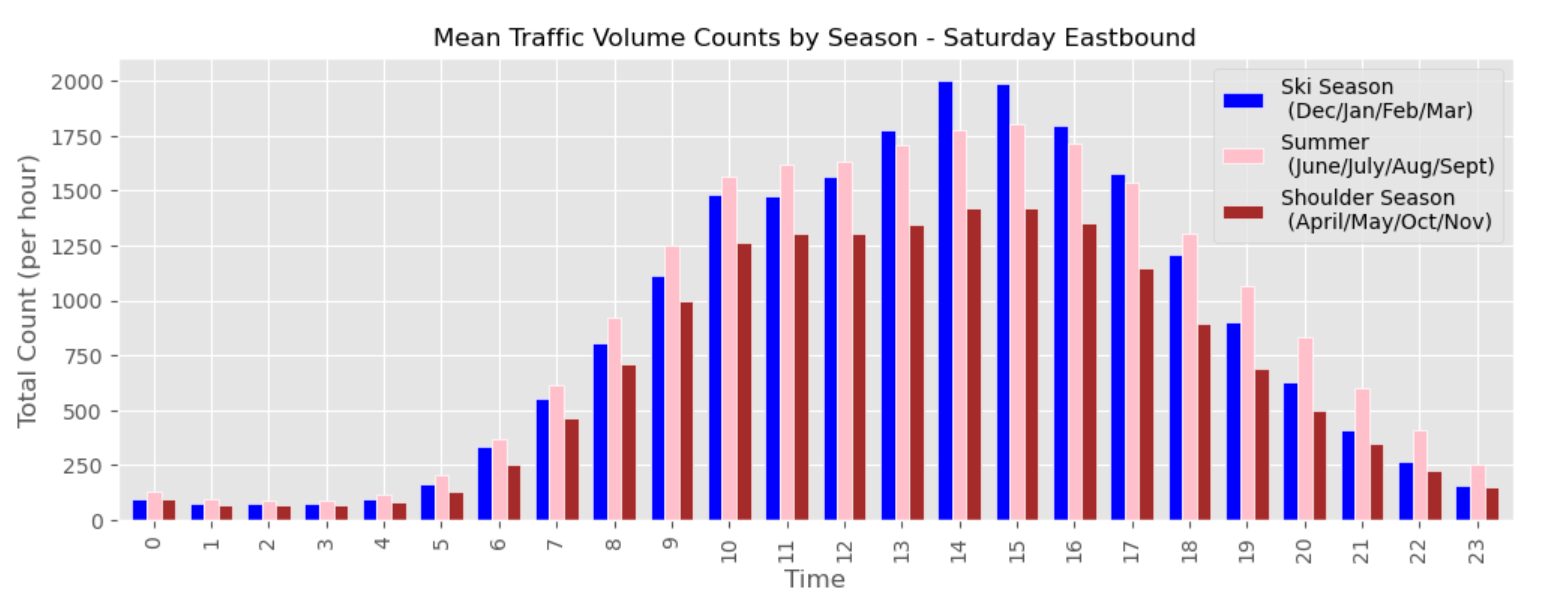 Mean Traffic Volume Counts by Season - Saturday Eastbound
Total Count (per hour)
2000
1750
1500
1250
1000
750
500
250
0
Ski Season
(Dec/Jan/Feb/Mar)
Summer
(June/July/Aug/Sept)
Shoulder Season
(April/May/Oct/Nov)
0 1 2 3 4 5 6 7 8 9 10 11 12 13 14 15 16 17 18 19 20 21 22 23
Time